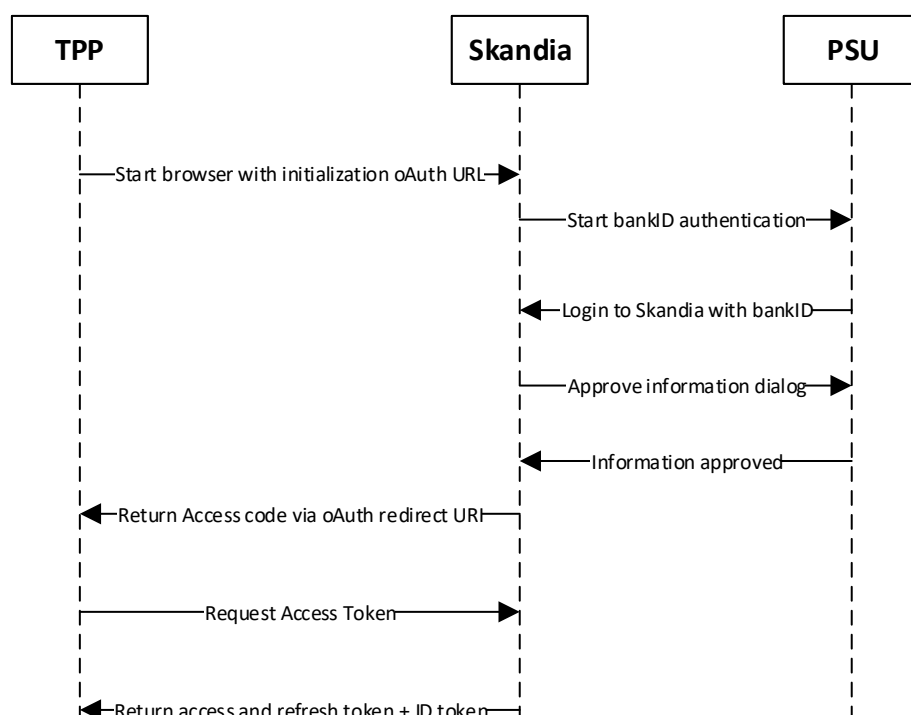 TPP
Skandia
PSU
Start browser with initialization oAuth URL
Start bankID authentication
Login to Skandia with bankID
Approve information dialog
Information approved
Return Access code via oAuth redirect URI
Request Access Token
Return access and refresh token + ID token